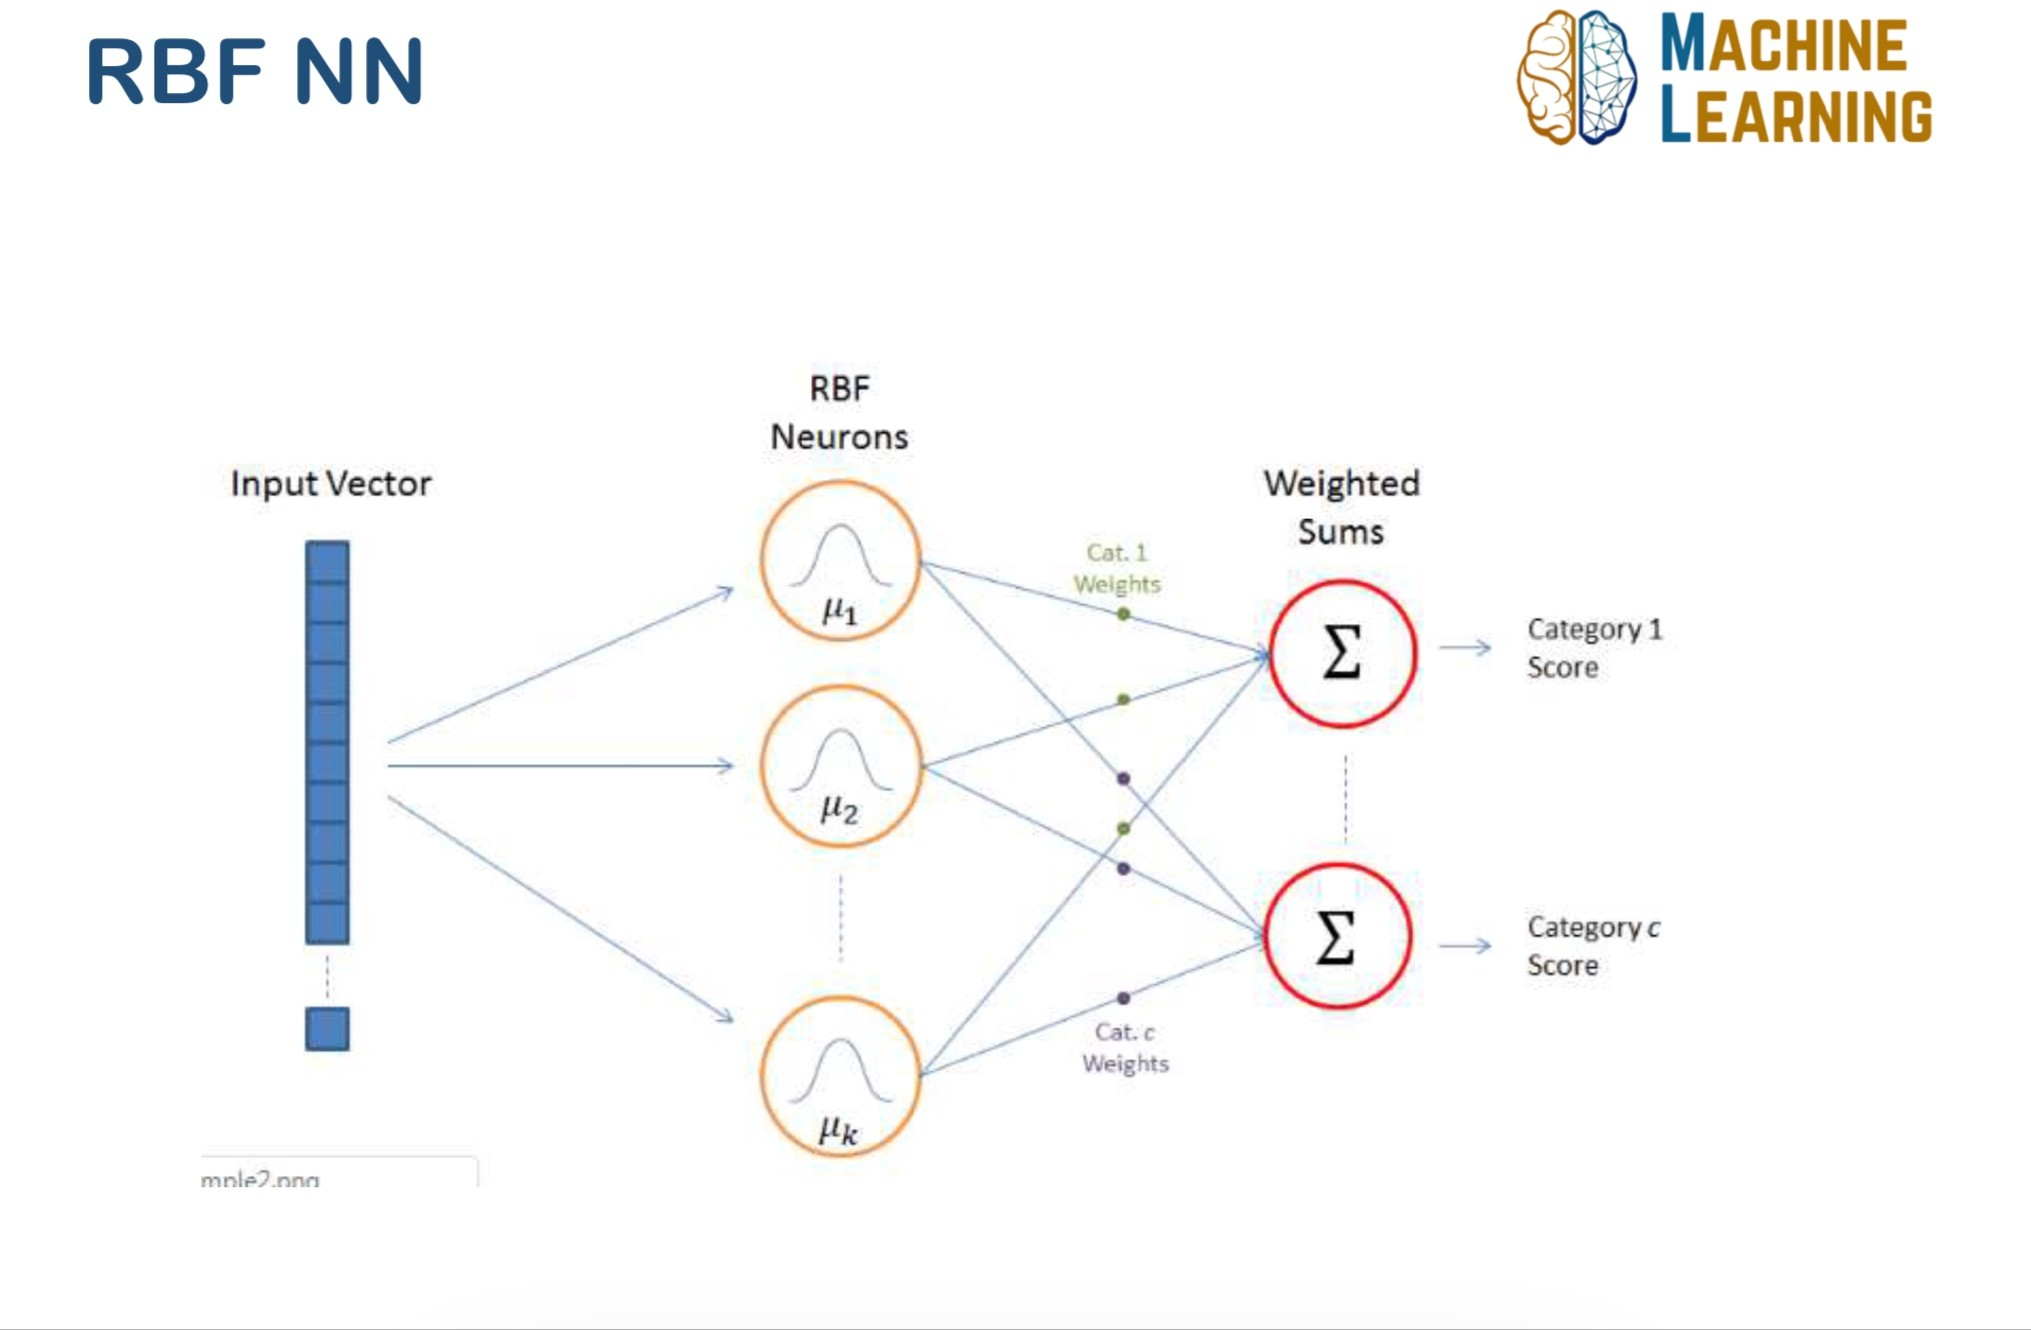 RBF NN
MACHINE
LEARNING
RBF
Neurons
Input Vector
Weighted
Sums
Cat. 1
Weights
μ1
Σ
Category 1
Score
μ2
Σ
Category c
Score
Cat. c
Weights
μk
mple2.png